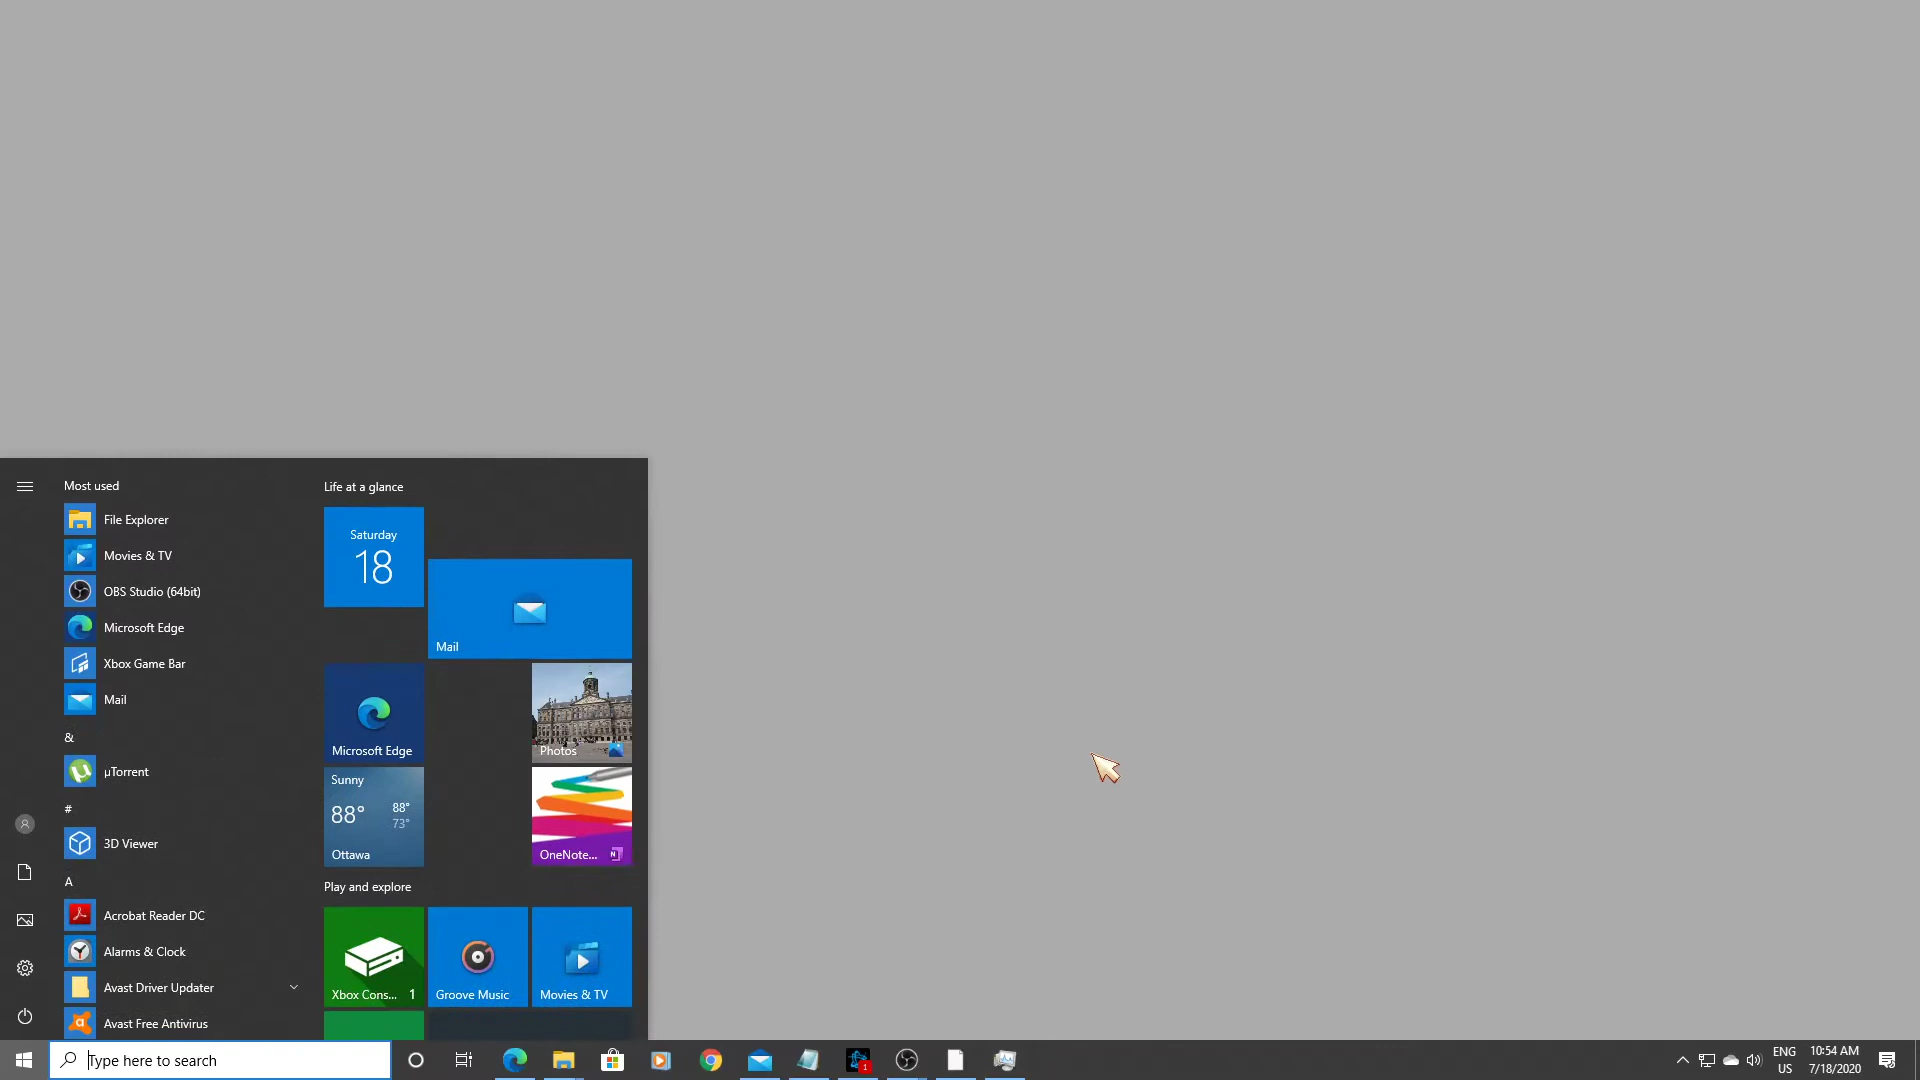 Most used
File Explorer
Movies & TV
OBS Studio (64bit)
Microsoft Edge
Xbox Game Bar
Mail
&
µTorrent
#
3D Viewer
A
Acrobat Reader DC
Alarms & Clock
Avast Driver Updater
Avast Free Antivirus
Life at a glance
Saturday
18
Mail
Microsoft Edge
Photos
Sunny
88°
88°
73°
Ottawa
OneNote...
N
Play and explore
Xbox Cons... 1
Groove Music
Movies & TV
Type here to search
1
ENG
US
10:54 AM
7/18/2020